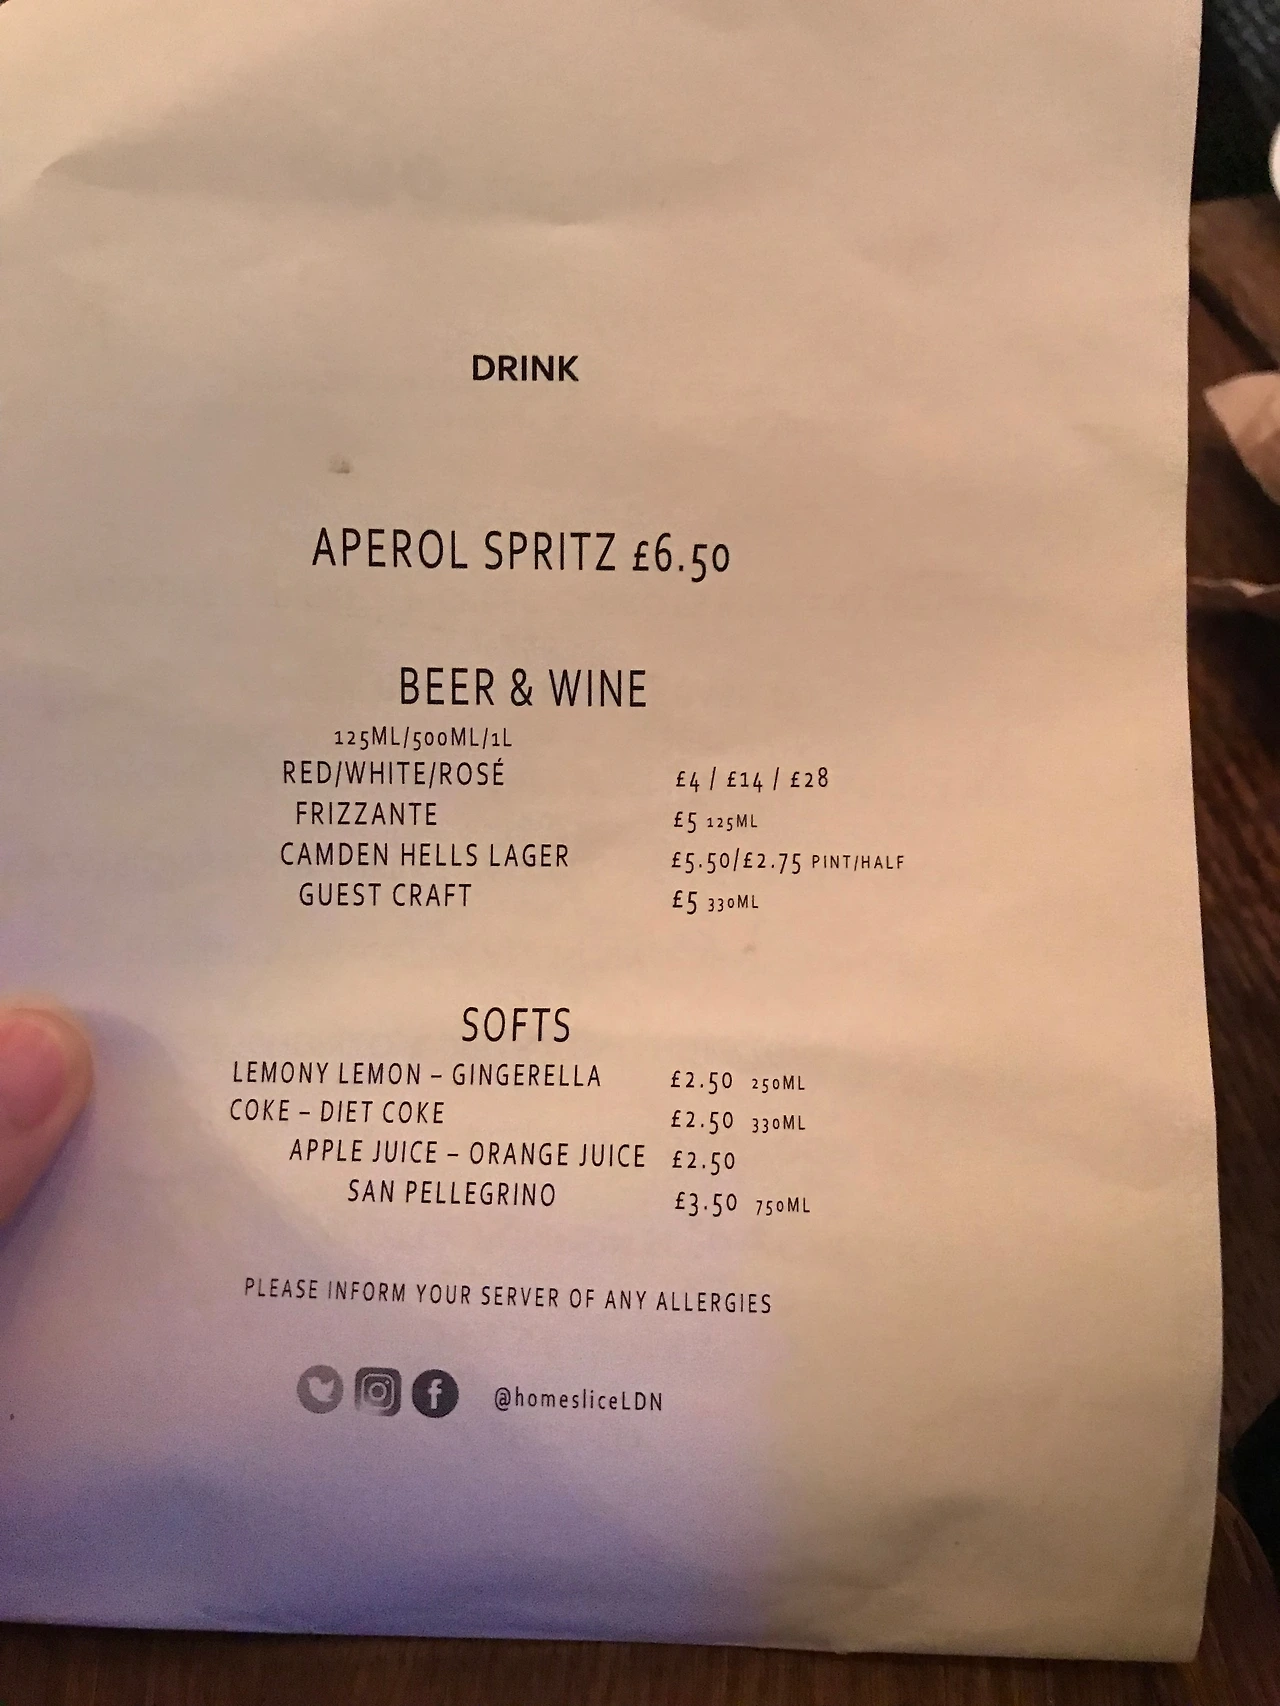 DRINK
APEROL SPRITZ £6.50
BEER & WINE
125ML/500ML/1L
RED/WHITE/ROSÉ £4 / £14 / £28
FRIZZANTE £5 125ML
CAMDEN HELLS LAGER £5.50/£2.75 PINT/HALF
GUEST CRAFT £5 330ML
SOFTS
LEMONY LEMON – GINGERELLA £2.50 250ML
COKE – DIET COKE £2.50 330ML
APPLE JUICE – ORANGE JUICE £2.50
SAN PELLEGRINO £3.50 750ML
PLEASE INFORM YOUR SERVER OF ANY ALLERGIES
@homesliceLDN